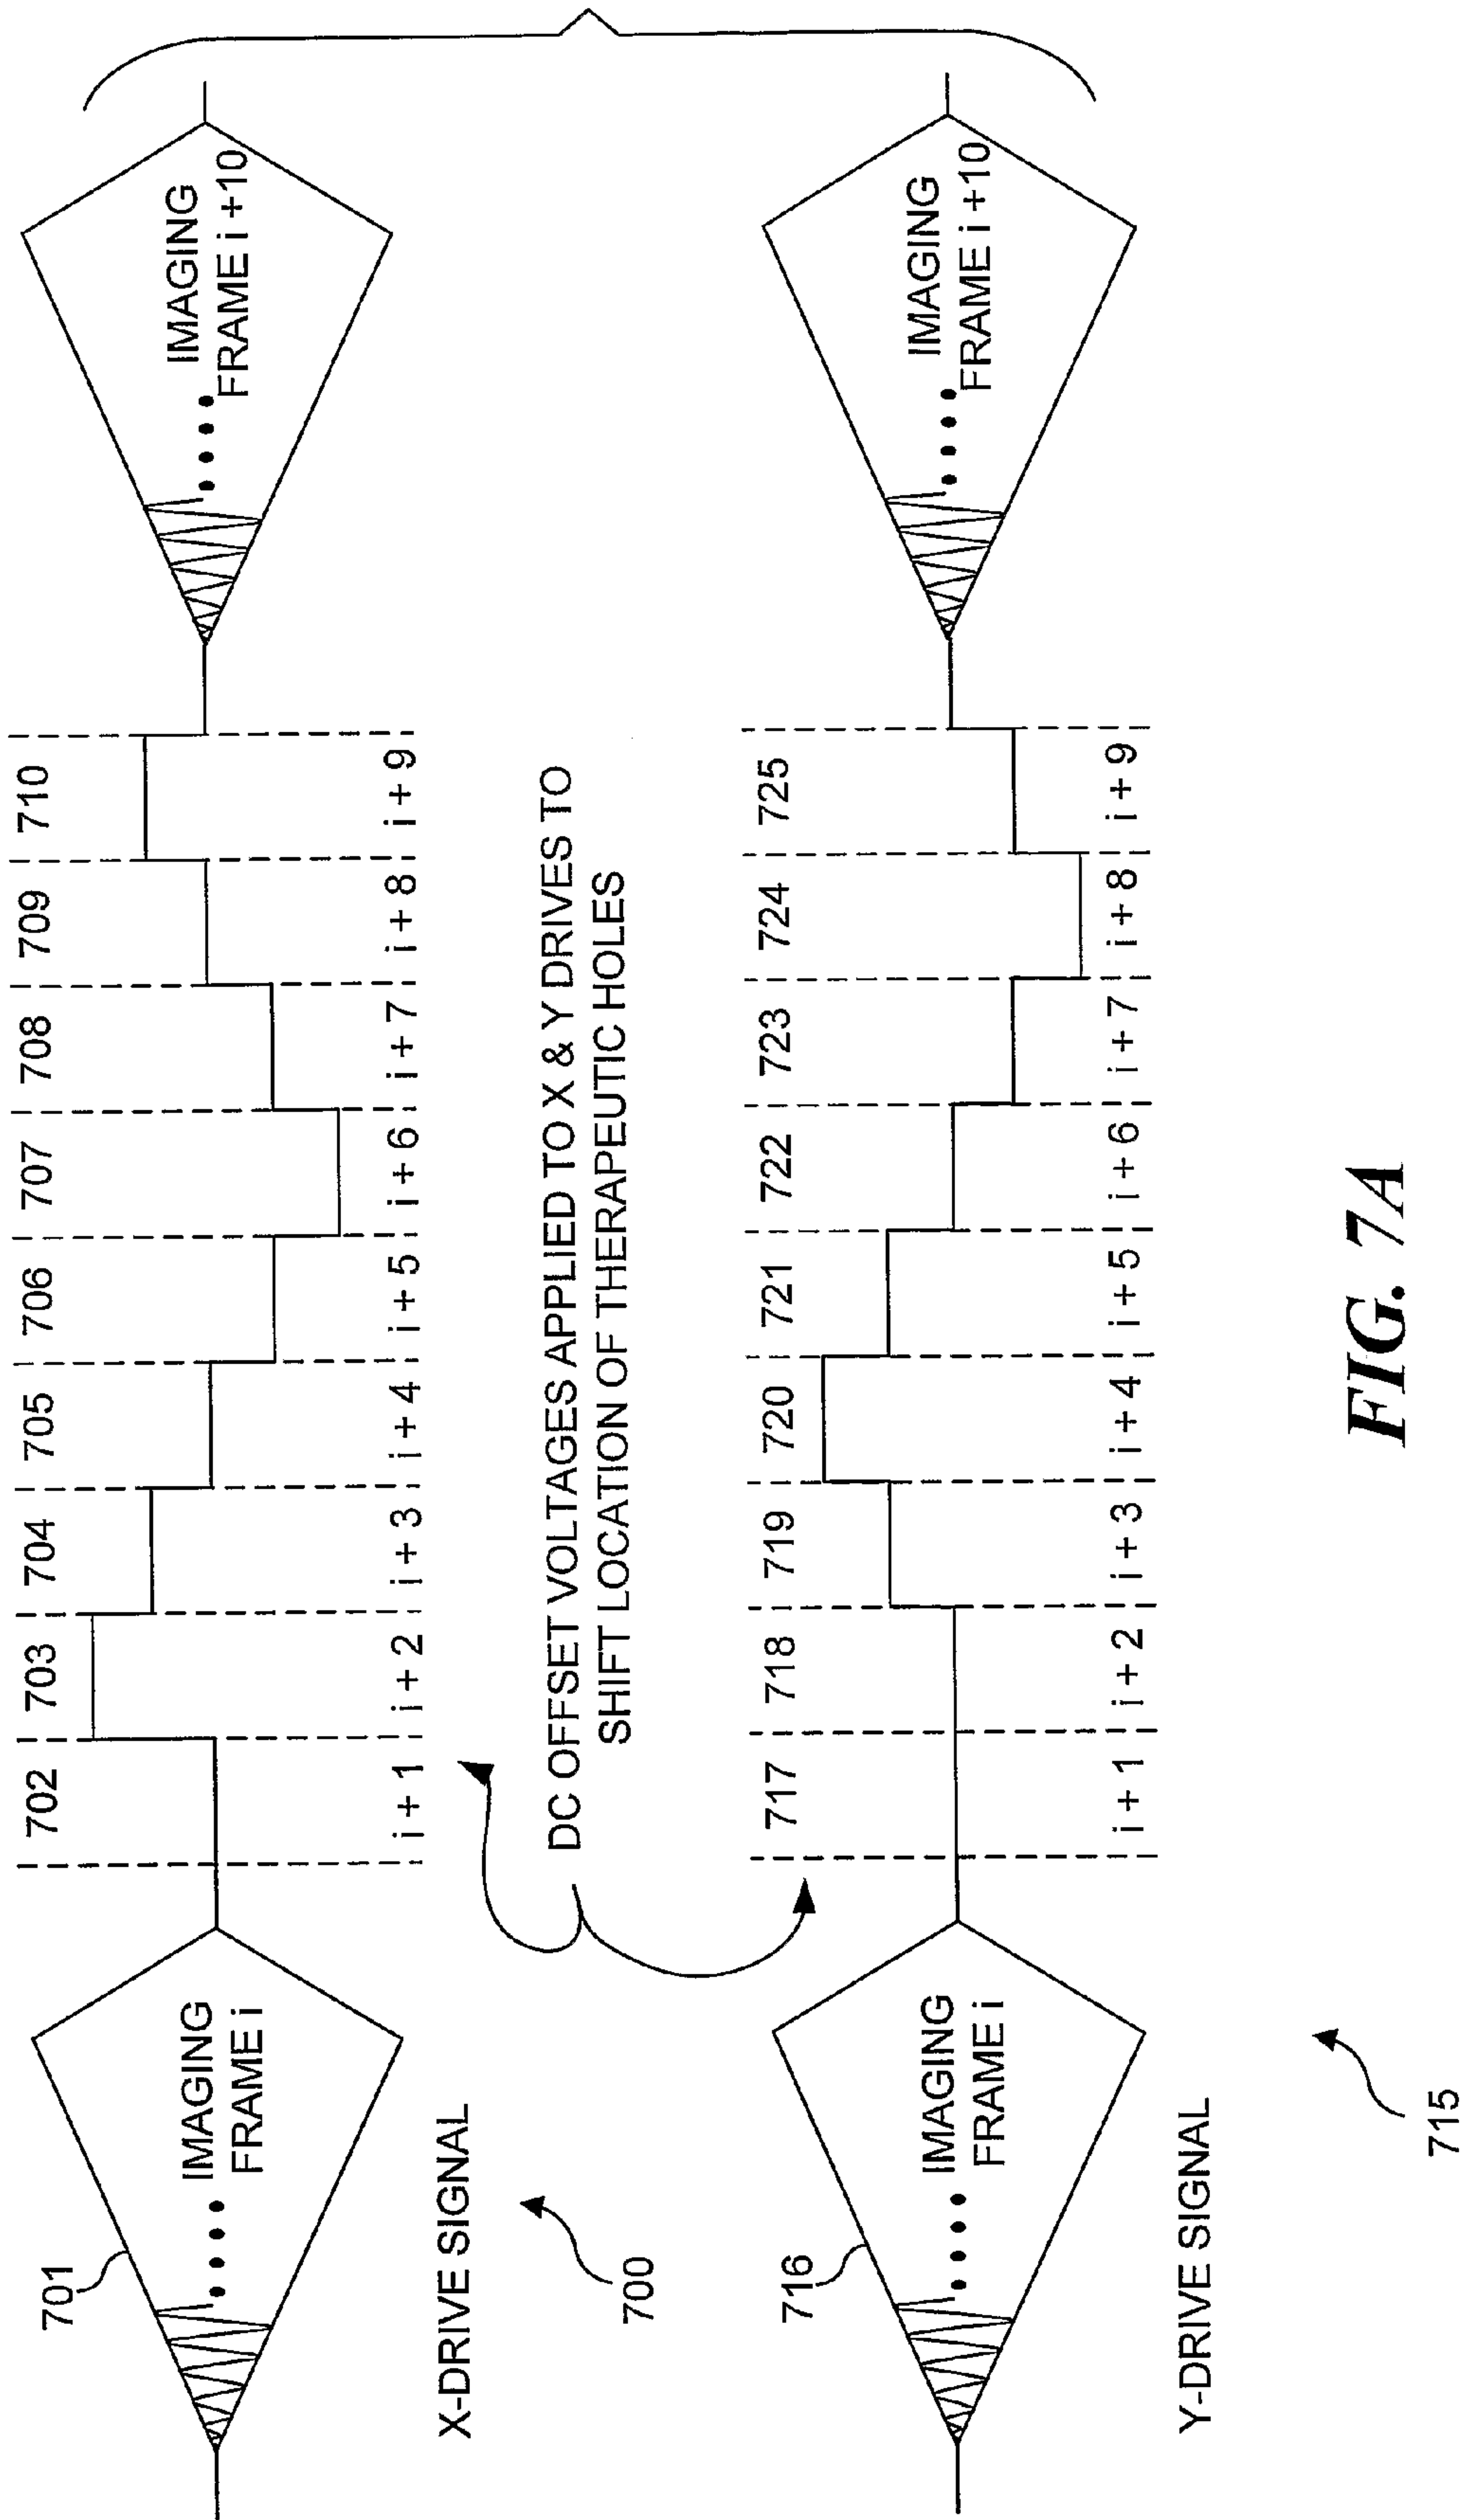 702 703 704 705 706 707 708 709 710
701
IMAGING
FRAME i
IMAGING
FRAME i +10
i + 1 i + 2 i + 3 i + 4 i + 5 i + 6 i + 7 i + 8 i + 9
X-DRIVE SIGNAL
700
DC OFFSET VOLTAGES APPLIED TO X & Y DRIVES TO
SHIFT LOCATION OF THERAPEUTIC HOLES
717 718 719 720 721 722 723 724 725
716
IMAGING
FRAME i
IMAGING
FRAME i +10
i + 1 i + 2 i + 3 i + 4 i + 5 i + 6 i + 7 i + 8 i + 9
Y-DRIVE SIGNAL
715
FIG. 7A